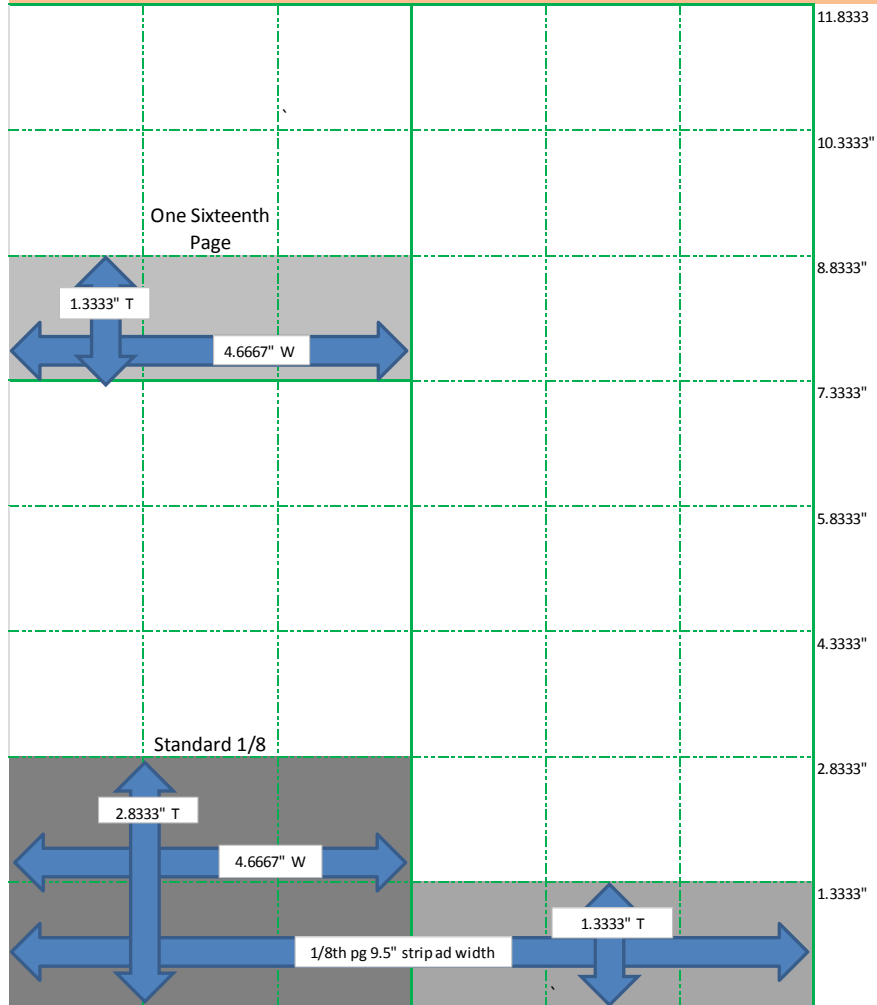 11.8333
`
10.3333"
One Sixteenth
Page
8.8333"
1.3333" T
4.6667" W
7.3333"
5.8333"
4.3333"
Standard 1/8
2.8333"
2.8333" T
4.6667" W
1.3333"
1.3333" T
1/8th pg 9.5" strip ad width
`